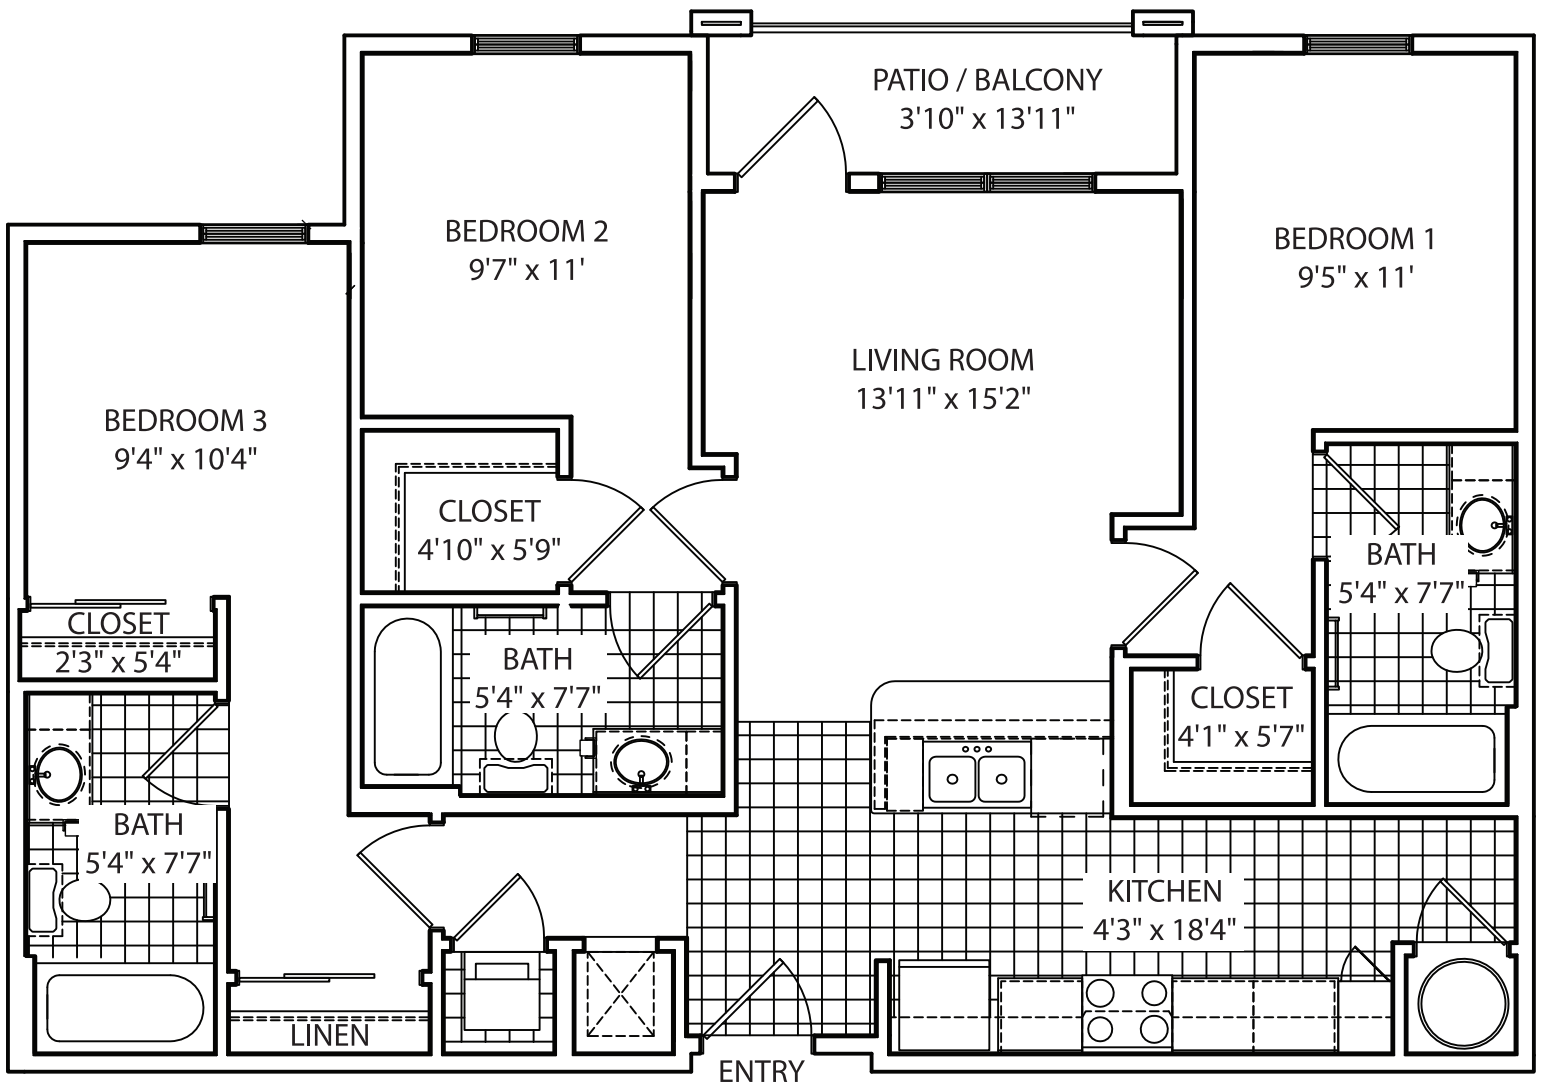 PATIO / BALCONY
3'10" x 13'11"
BEDROOM 2
9'7" x 11'
BEDROOM 1
9'5" x 11'
LIVING ROOM
13'11" x 15'2"
BEDROOM 3
9'4" x 10'4"
CLOSET
4'10" x 5'9"
BATH
5'4" x 7'7"
CLOSET
2'3" x 5'4"
BATH
5'4" x 7'7"
CLOSET
4'1" x 5'7"
BATH
5'4" x 7'7"
KITCHEN
4'3" x 18'4"
LINEN
ENTRY